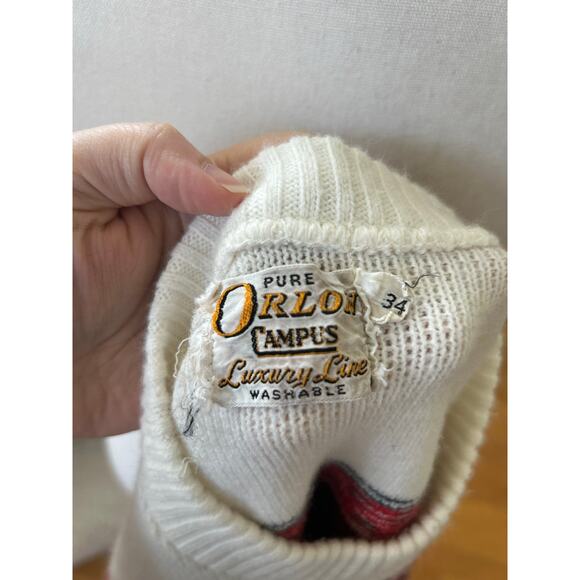 PURE
ORLON
CAMPUS
Luxury Line
WASHABLE
34